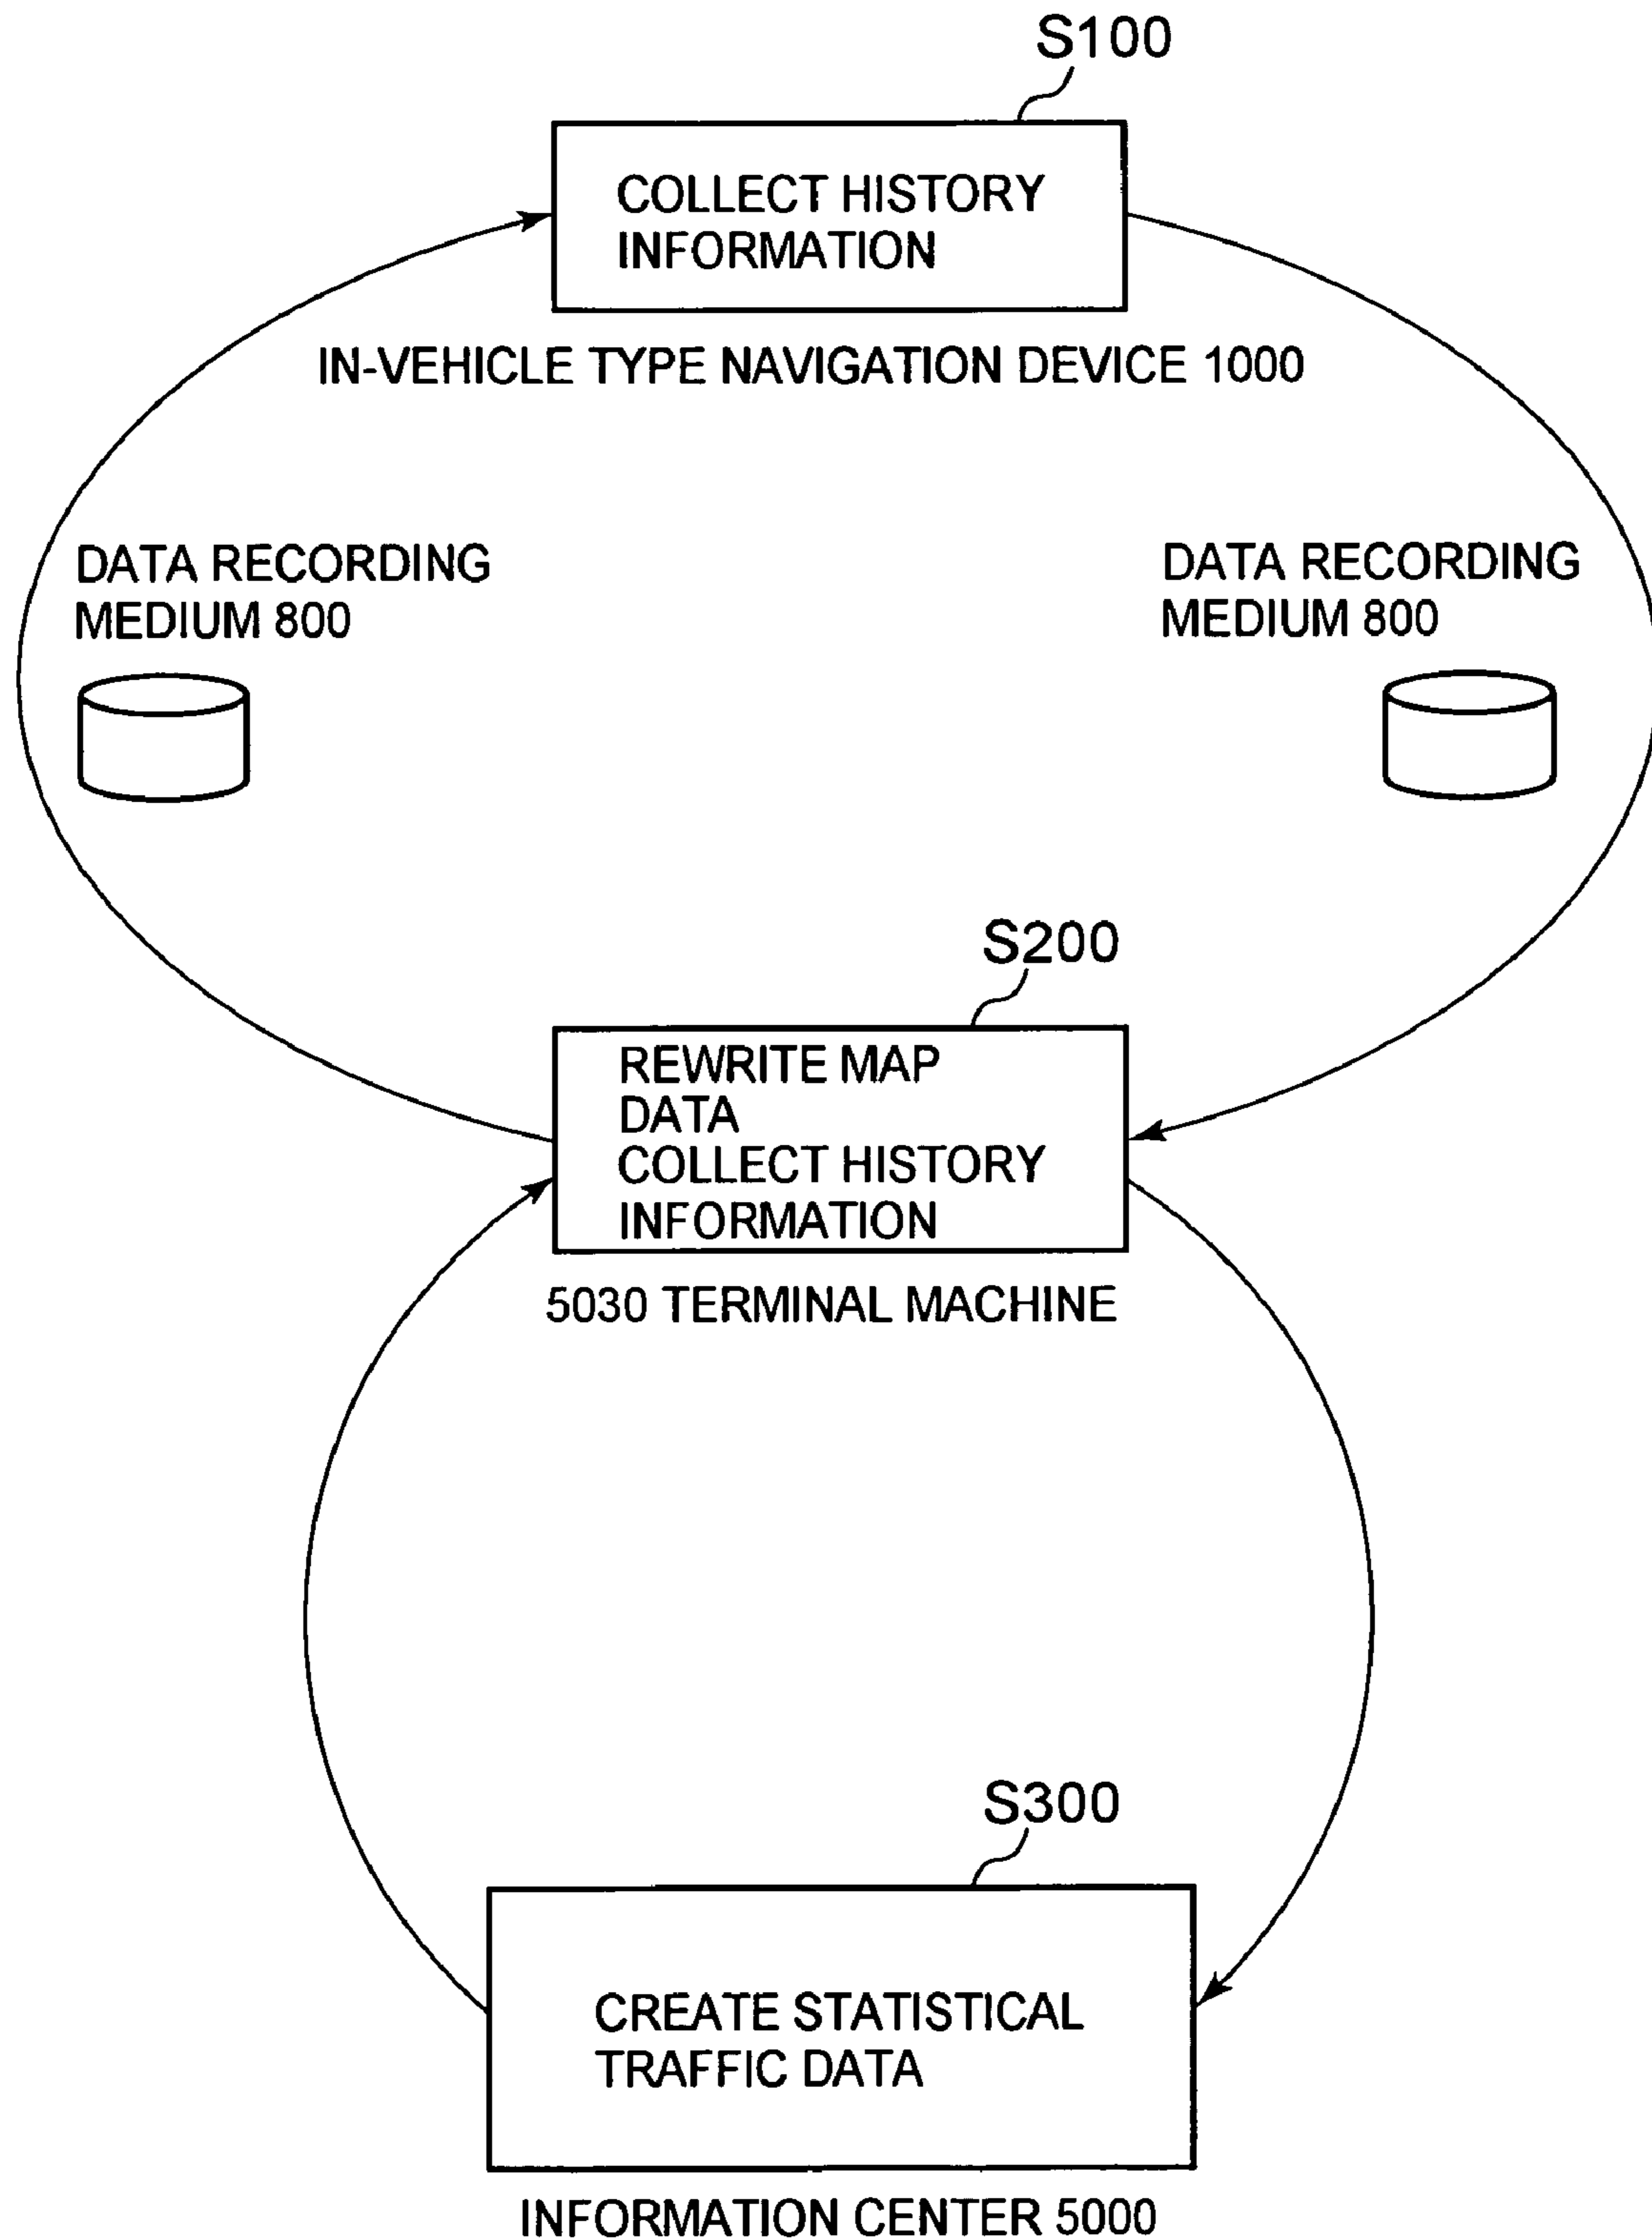 S100
COLLECT HISTORY
INFORMATION
IN-VEHICLE TYPE NAVIGATION DEVICE 1000
DATA RECORDING
MEDIUM 800
DATA RECORDING
MEDIUM 800
S200
REWRITE MAP
DATA
COLLECT HISTORY
INFORMATION
5030 TERMINAL MACHINE
S300
CREATE STATISTICAL
TRAFFIC DATA
INFORMATION CENTER 5000